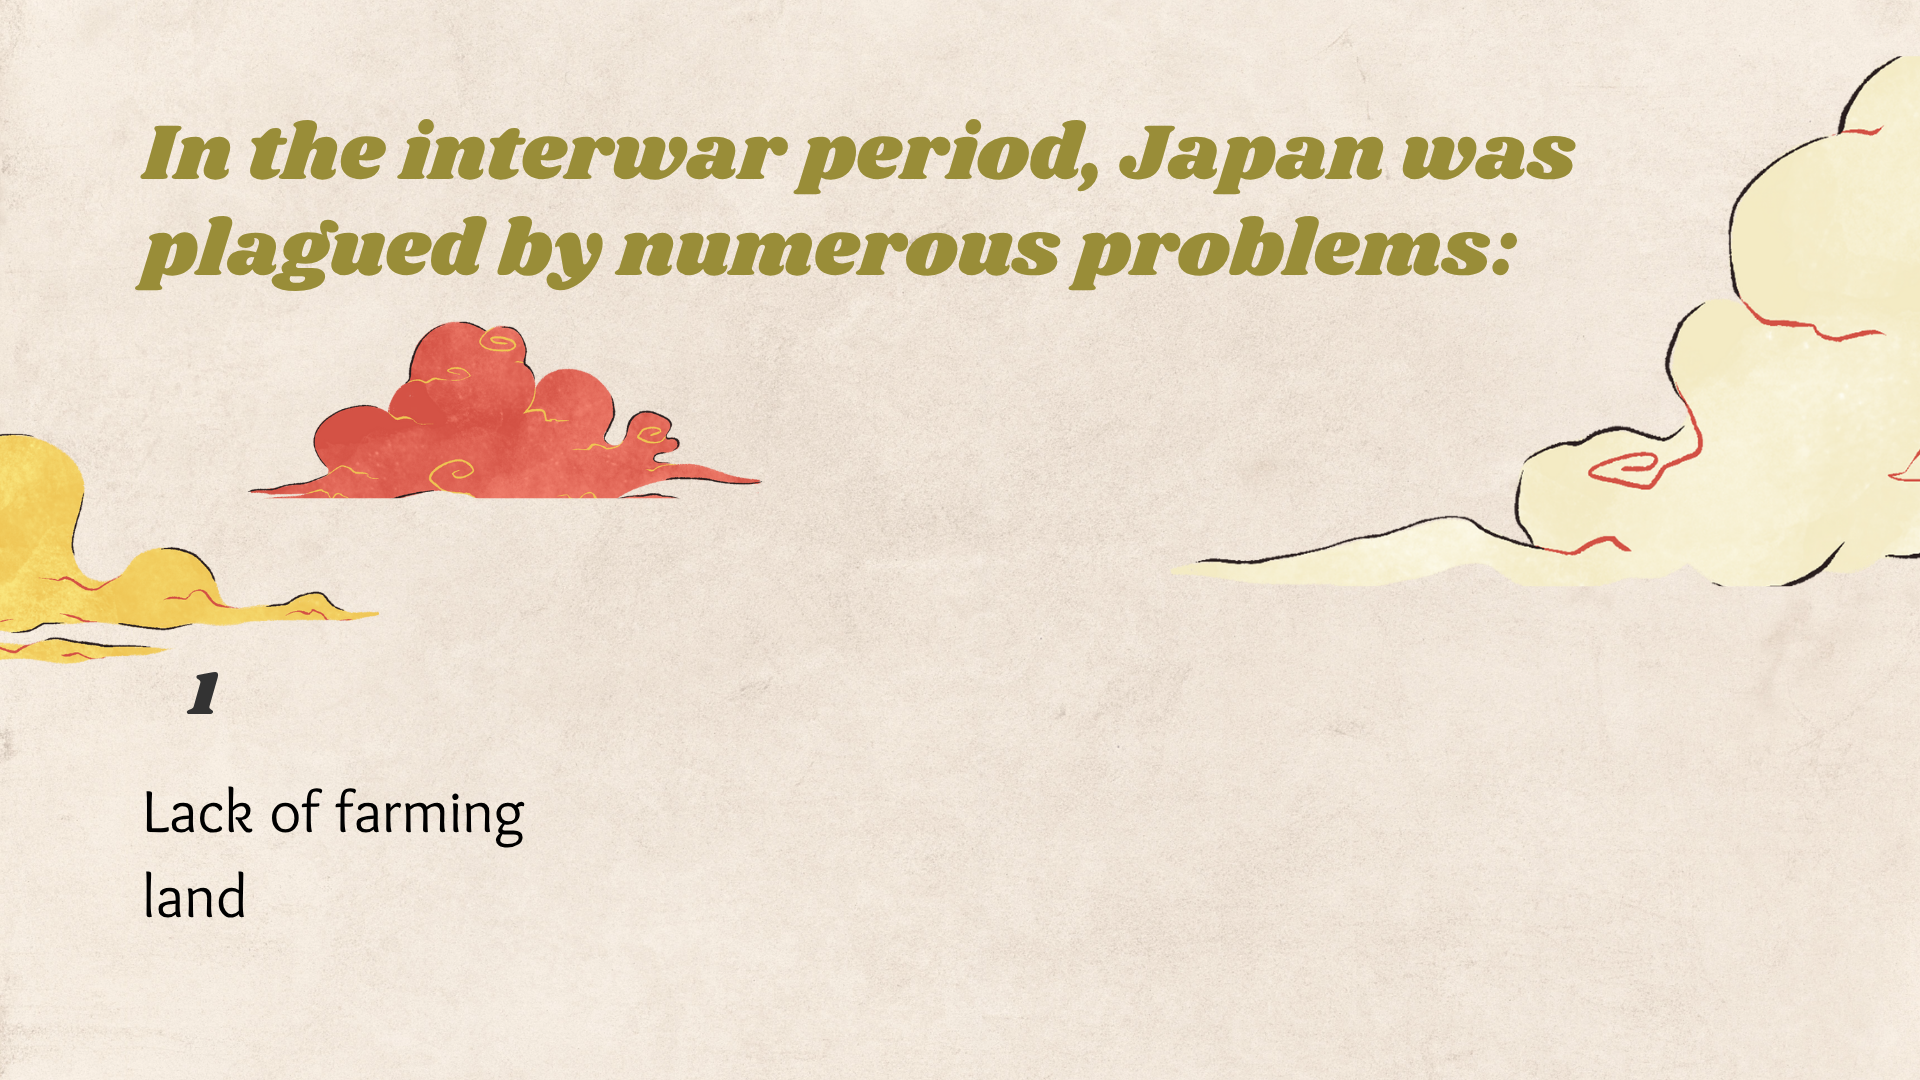 In the interwar period, Japan was
plagued by numerous problems:
1
Lack of farming
land